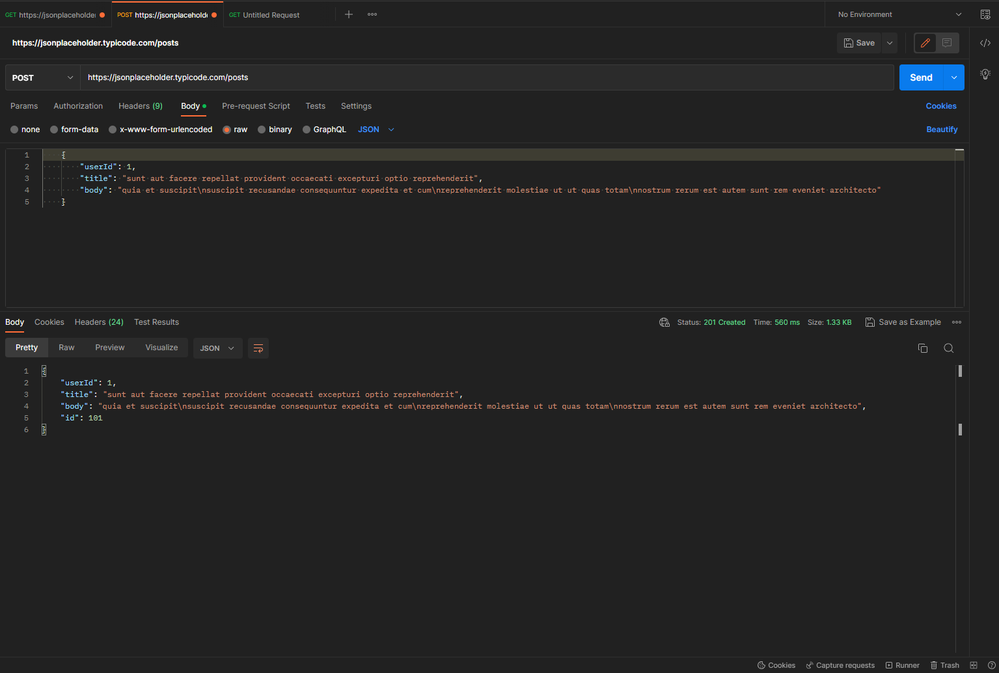 GET https://jsonplaceholder POST https://jsonplacehold GET Untitled Request No Environment
https://jsonplaceholder.typicode.com/posts Save
POST https://jsonplaceholder.typicode.com/posts Send
Params Authorization Headers (9) Body Pre-request Script Tests Settings Cookies
none form-data x-www-form-urlencoded raw binary GraphQL JSON Beautify
1 {
2 "userId": 1,
3 "title": "sunt aut facere repellat provident occaecati excepturi optio reprehenderit",
4 "body": "quia et suscipit\nsuscipit recusandae consequuntur expedita et cum\nreprehenderit molestiae ut ut quas totam\nnostrum rerum est autem sunt rem eveniet architecto"
5 }
Body Cookies Headers (24) Test Results Status: 201 Created Time: 560 ms Size: 1.33 KB Save as Example
Pretty Raw Preview Visualize JSON
1 {
2 "userId": 1,
3 "title": "sunt aut facere repellat provident occaecati excepturi optio reprehenderit",
4 "body": "quia et suscipit\nsuscipit recusandae consequuntur expedita et cum\nreprehenderit molestiae ut ut quas totam\nnostrum rerum est autem sunt rem eveniet architecto",
5 "id": 101
6 }
Cookies Capture requests Runner Trash